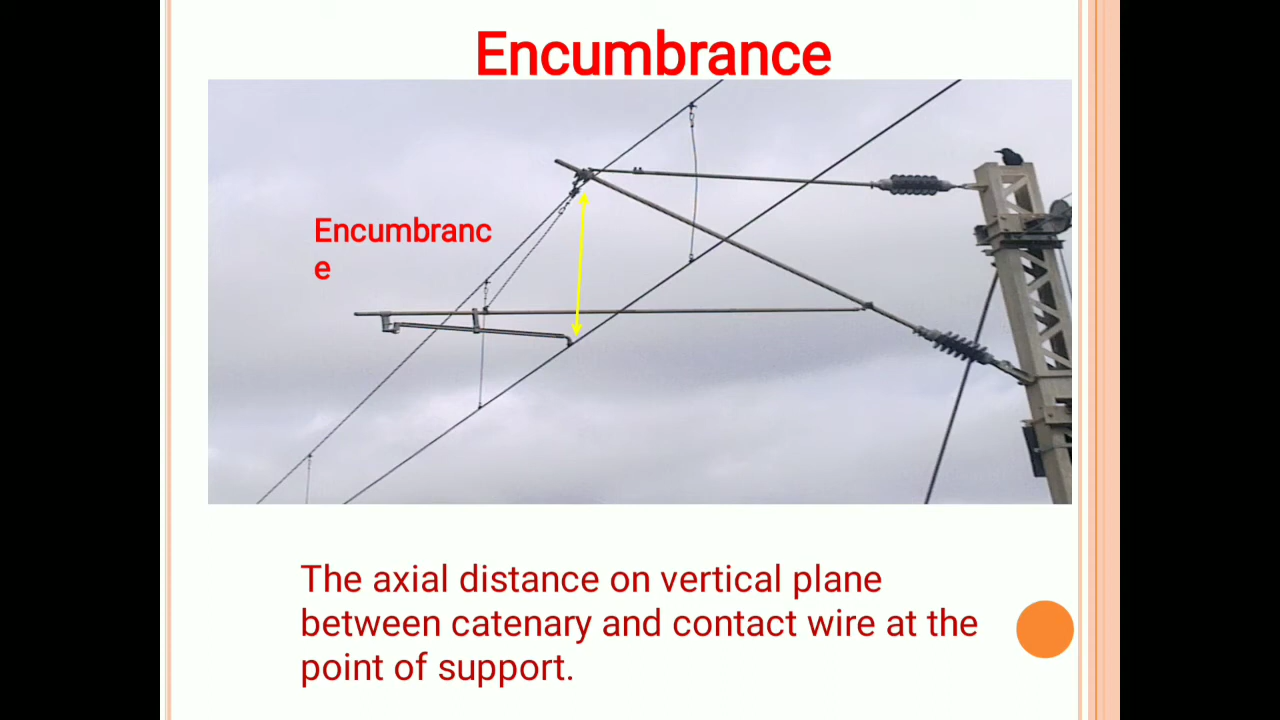 Encumbrance
Encumbranc
e
The axial distance on vertical plane
between catenary and contact wire at the
point of support.